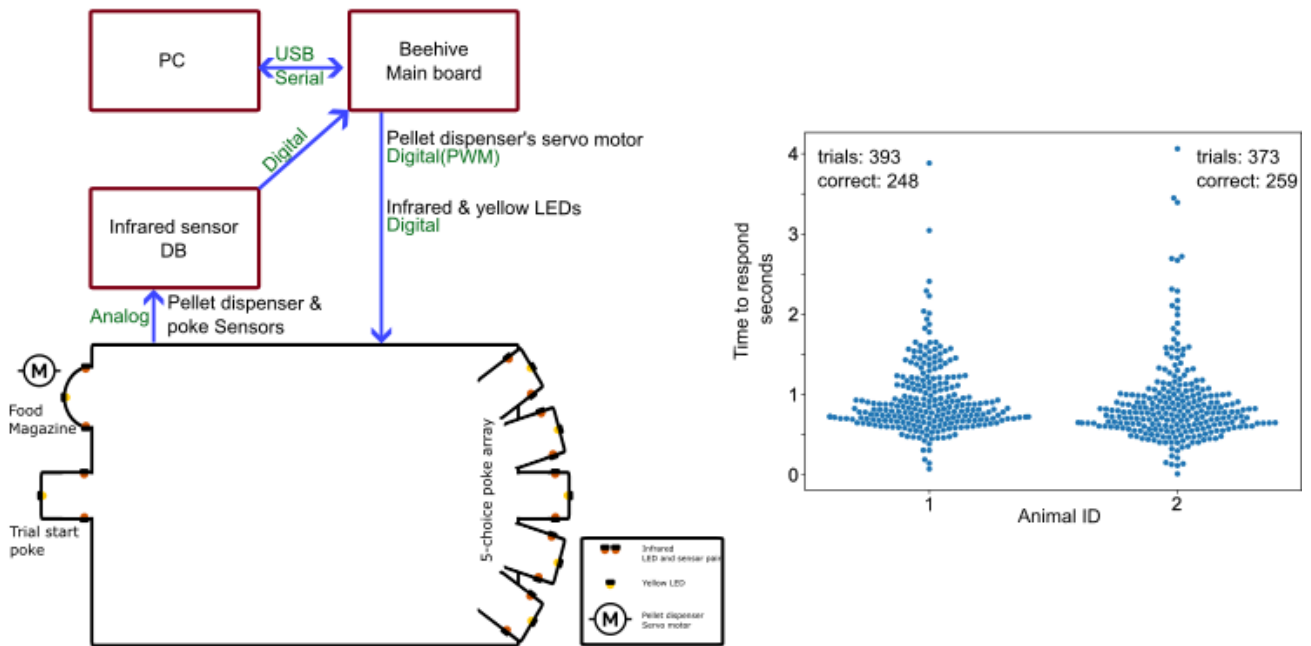 PC
USB
Serial
Beehive
Main board
Digital
Pellet dispenser's servo motor
Digital(PWM)
Infrared & yellow LEDs
Digital
Infrared sensor
DB
Analog
Pellet dispenser &
poke Sensors
M
Food
Magazine
Trial start
poke
5-choice poke array
Infrared
LED and sensor pair
Yellow LED
M
Pellet dispenser
Servo motor
trials: 393
correct: 248
trials: 373
correct: 259
Time to respond
seconds
4
3
2
1
0
1
2
Animal ID